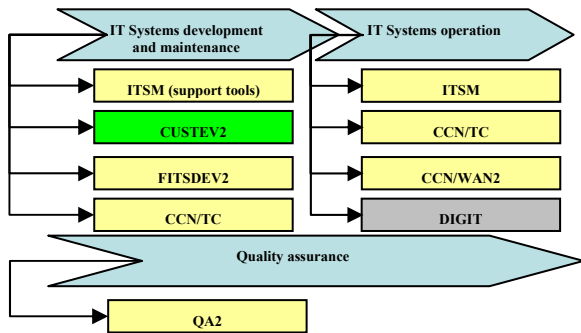 IT Systems development
and maintenance
ITSM (support tools)
CUSTEV2
FITSDEV2
CCN/TC
IT Systems operation
ITSM
CCN/TC
CCN/WAN2
DIGIT
Quality assurance
QA2